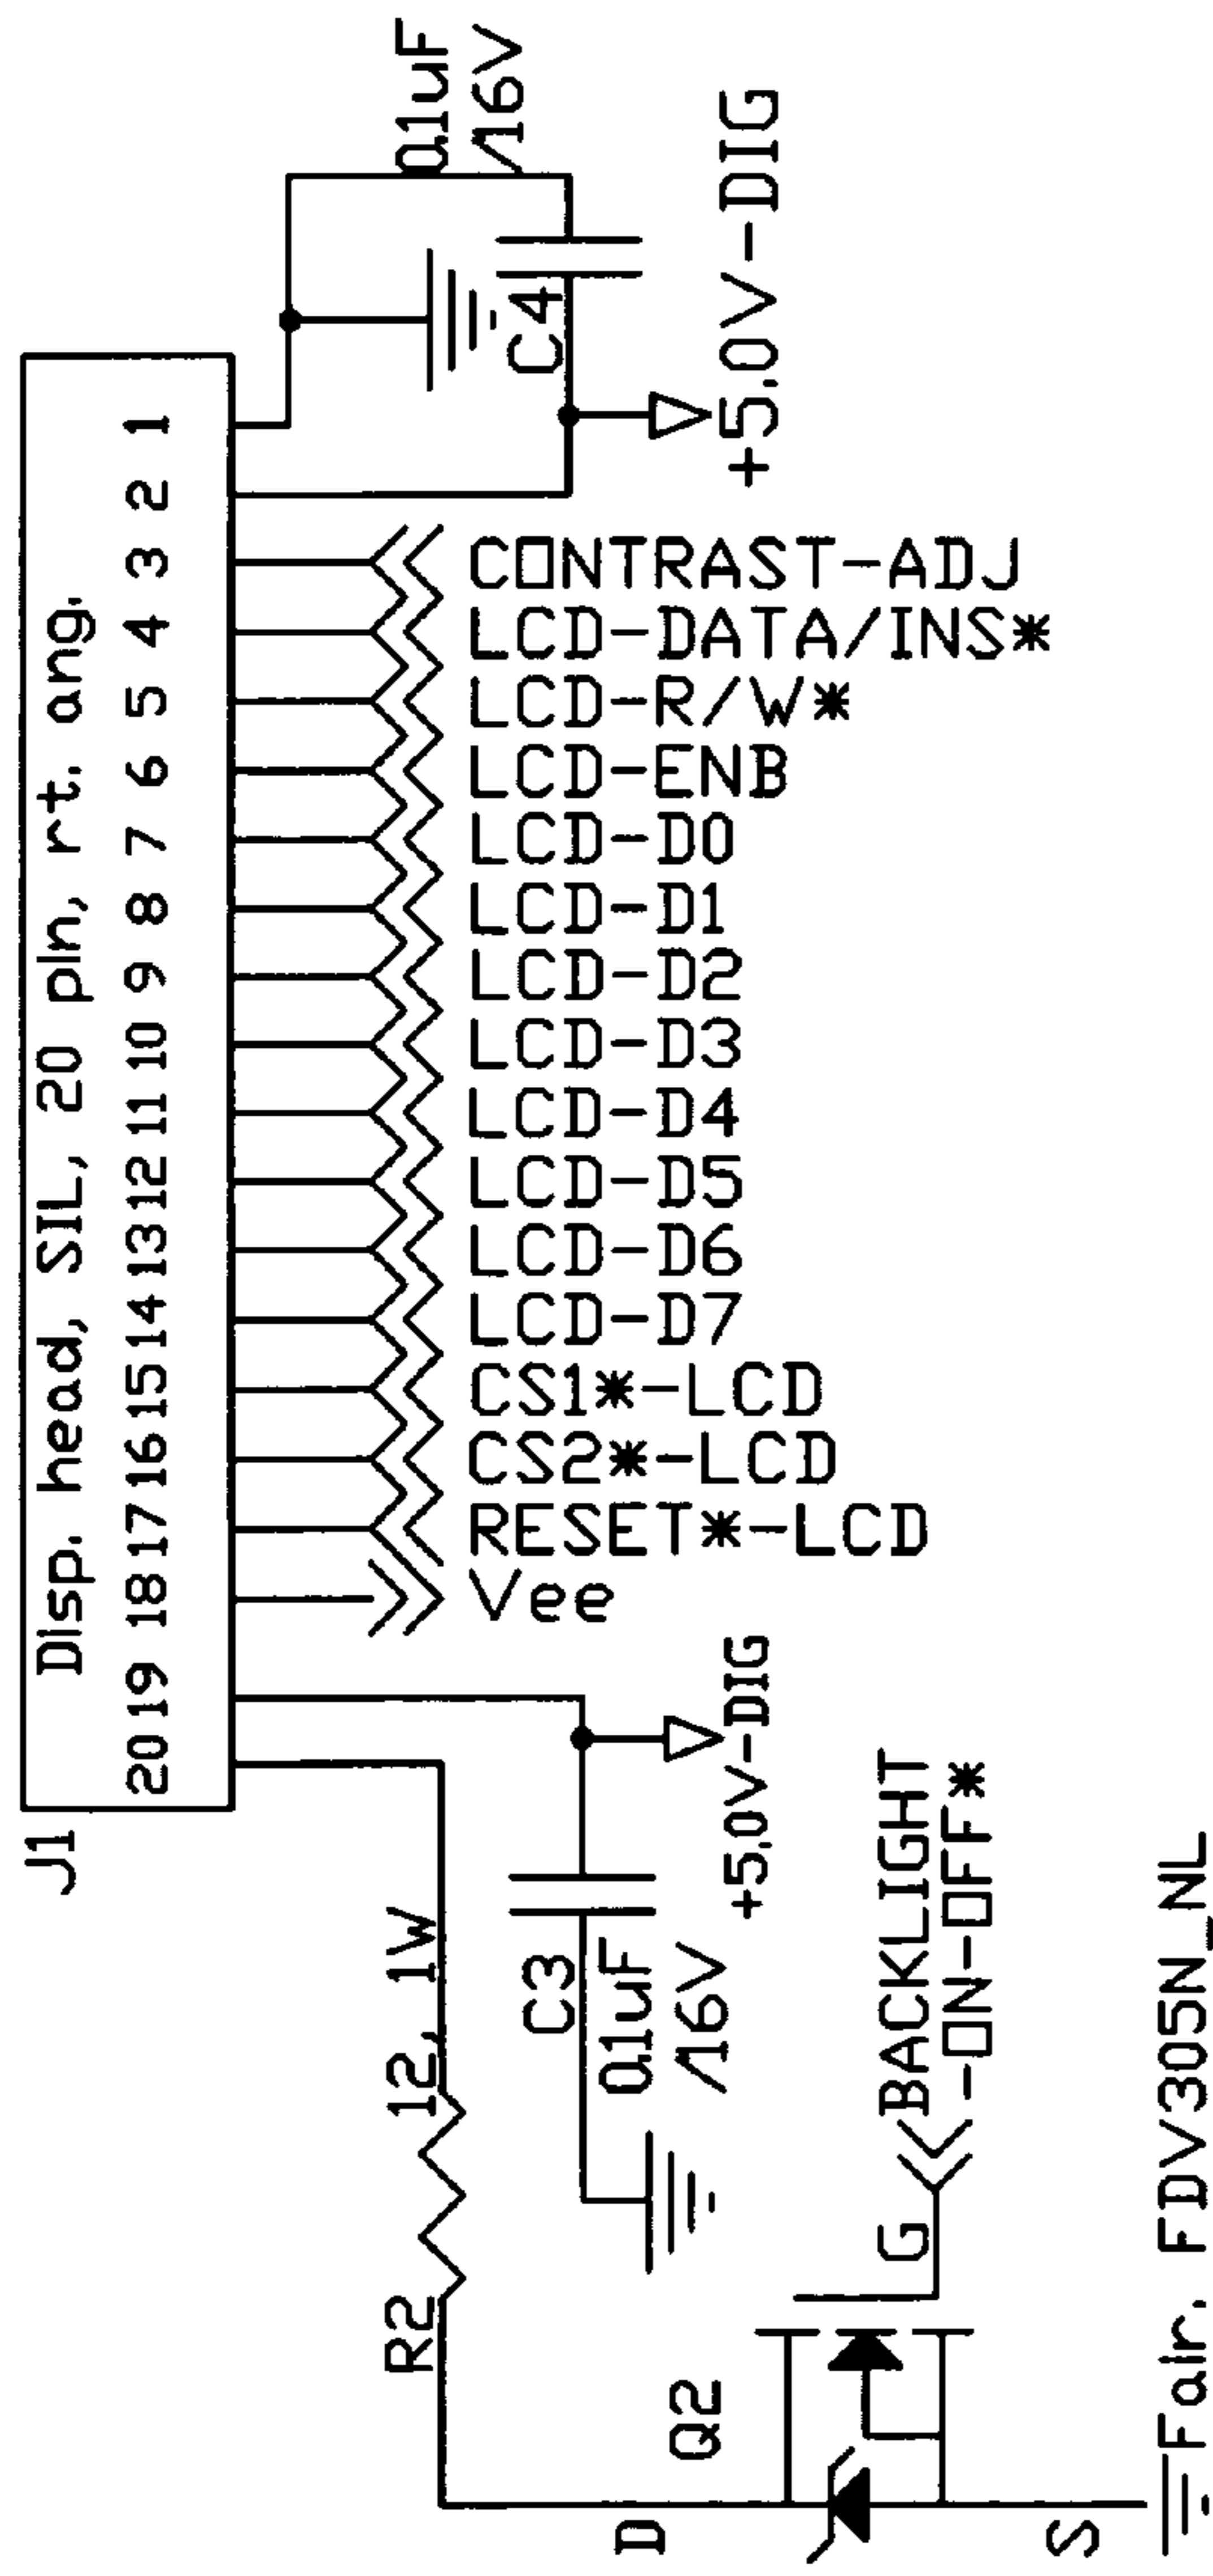 J1
Disp. head, SIL, 20 pin, rt. ang.
20 19 18 17 16 15 14 13 12 11 10 9 8 7 6 5 4 3 2 1
0.1uF
/16V
C4
+5.0V-DIG
CONTRAST-ADJ
LCD-DATA/INS*
LCD-R/W*
LCD-ENB
LCD-D0
LCD-D1
LCD-D2
LCD-D3
LCD-D4
LCD-D5
LCD-D6
LCD-D7
CS1*-LCD
CS2*-LCD
RESET*-LCD
Vee
+5.0V-DIG
R2
12, 1W
C3
0.1uF
/16V
BACKLIGHT
-ON-OFF*
G
Q2
D
S
Fair. FDV305N_NL